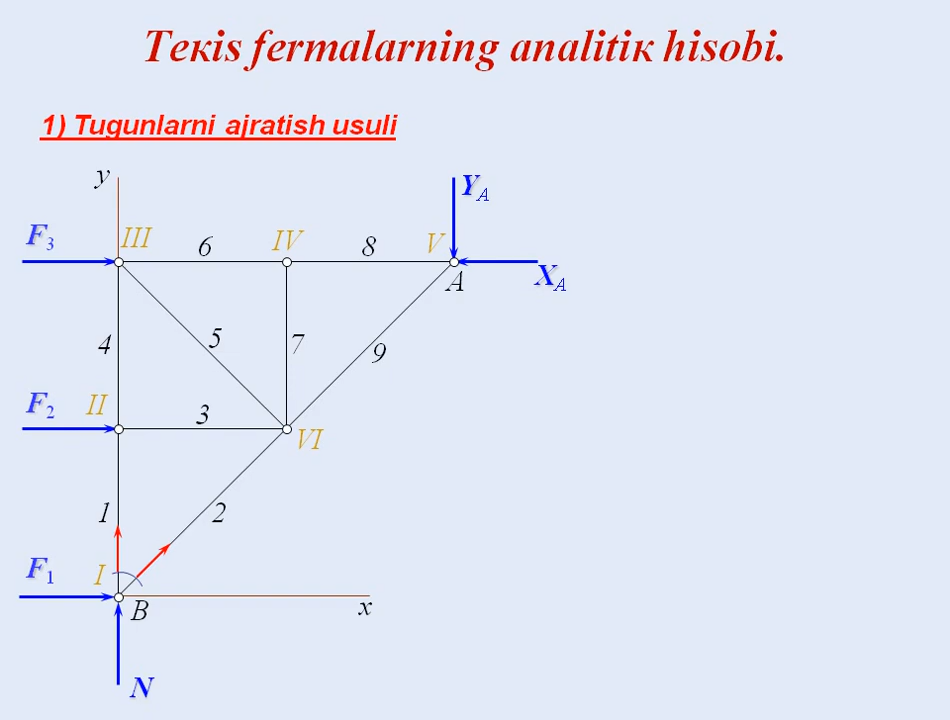 Teкis fermalarning analitiк hisobi.
1) Tugunlarni ajratish usuli
y
Y_A
F_3 III 6 IV 8 V
A X_A
4 5 7 9
F_2 II 3
VI
1 2
F_1 I
B x
N